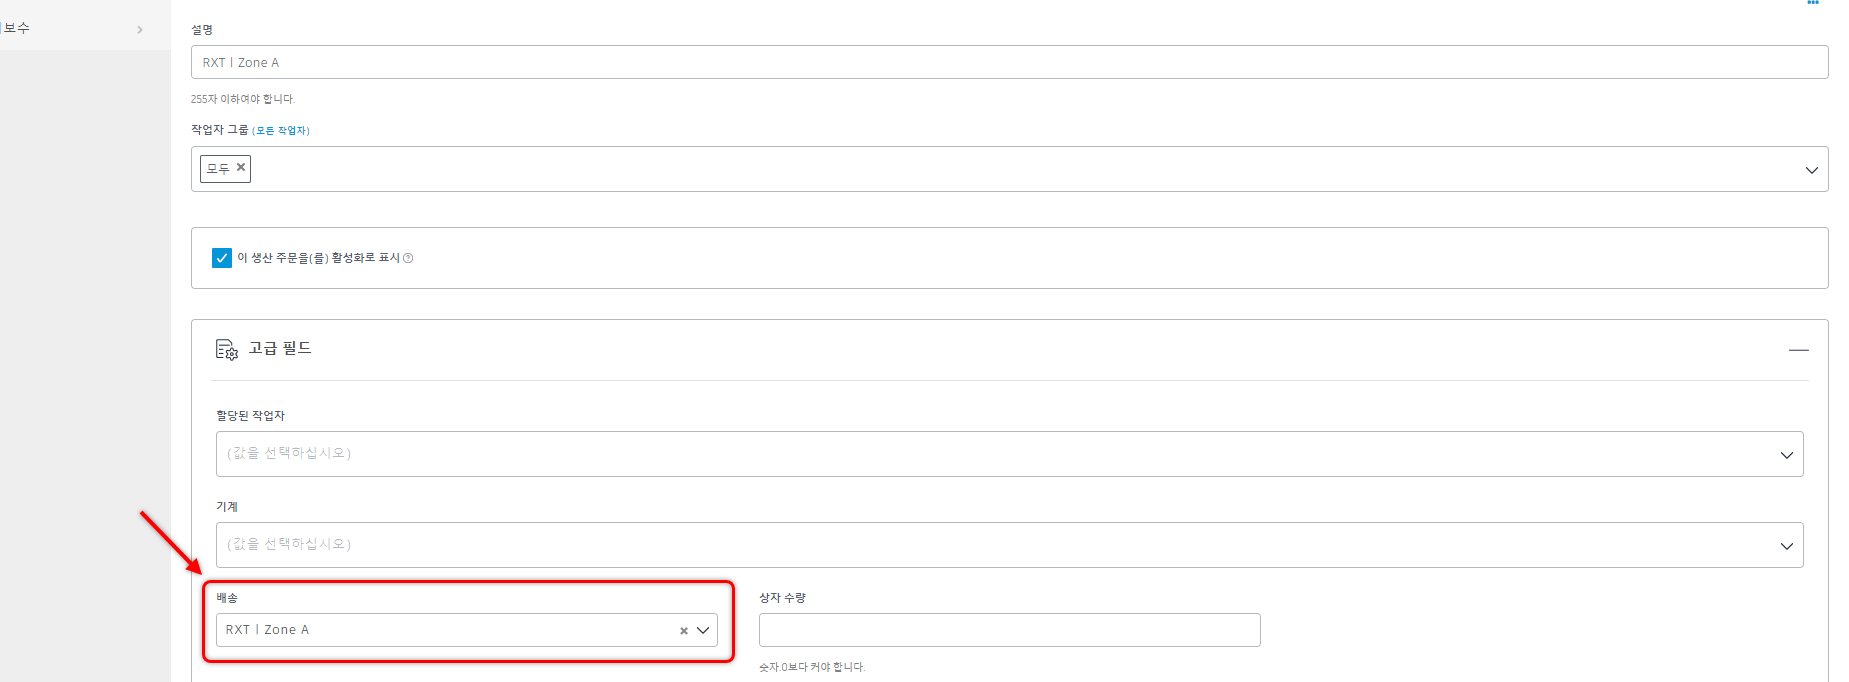 보수
설명
RXT | Zone A
255자 이하여야 합니다.
작업자 그룹 (모든 작업자)
모두
이 생산 주문을(를) 활성화로 표시
고급 필드
할당된 작업자
(값을 선택하십시오)
기계
(값을 선택하십시오)
배송
상자 수량
RXT | Zone A
숫자.0보다 커야 합니다.